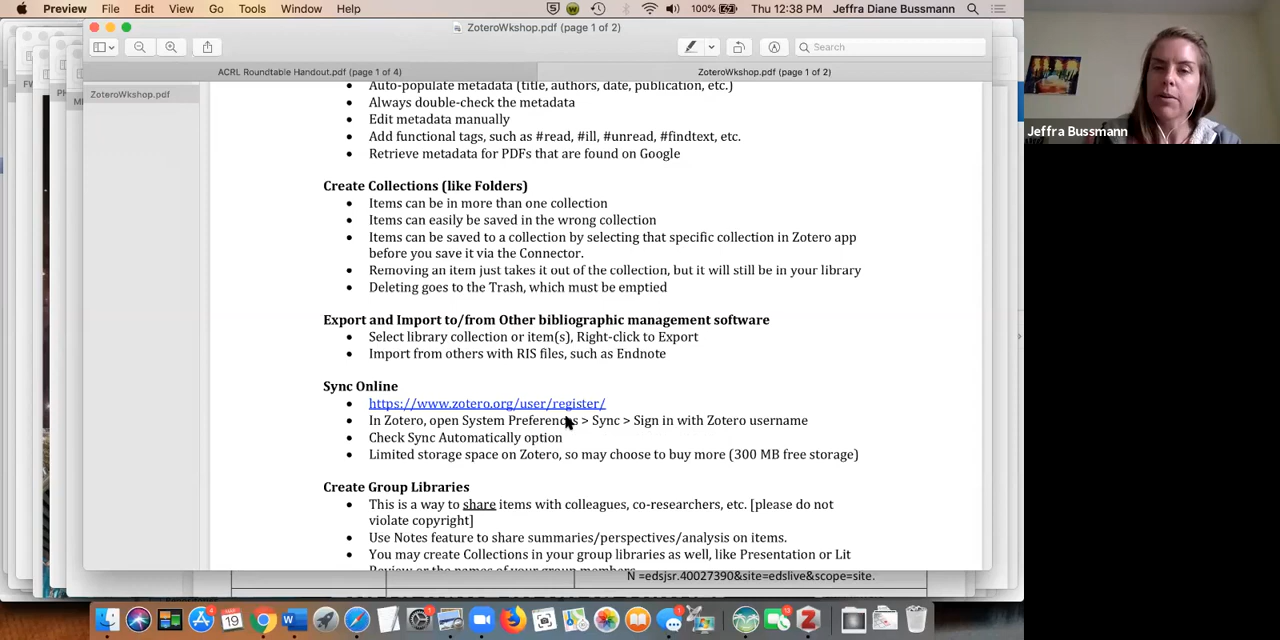 Preview File Edit View Go Tools Window Help
100% Thu 12:38 PM Jeffra Diane Bussmann
ZoteroWkshop.pdf (page 1 of 2)
Search
ACRL Roundtable Handout.pdf (page 1 of 4)
ZoteroWkshop.pdf (page 1 of 2)
ZoteroWkshop.pdf
• Auto-populate metadata (title, authors, date, publication, etc.)
• Always double-check the metadata
• Edit metadata manually
• Add functional tags, such as #read, #ill, #unread, #findtext, etc.
• Retrieve metadata for PDFs that are found on Google
Create Collections (like Folders)
• Items can be in more than one collection
• Items can easily be saved in the wrong collection
• Items can be saved to a collection by selecting that specific collection in Zotero app
before you save it via the Connector.
• Removing an item just takes it out of the collection, but it will still be in your library
• Deleting goes to the Trash, which must be emptied
Export and Import to/from Other bibliographic management software
• Select library collection or item(s), Right-click to Export
• Import from others with RIS files, such as Endnote
Sync Online
• https://www.zotero.org/user/register/
• In Zotero, open System Preferences > Sync > Sign in with Zotero username
• Check Sync Automatically option
• Limited storage space on Zotero, so may choose to buy more (300 MB free storage)
Create Group Libraries
• This is a way to share items with colleagues, co-researchers, etc. [please do not
violate copyright]
• Use Notes feature to share summaries/perspectives/analysis on items.
• You may create Collections in your group libraries as well, like Presentation or Lit
Review or the names of your group members
N =edsjsr.40027390&site=edslive&scope=site.
Jeffra Bussmann